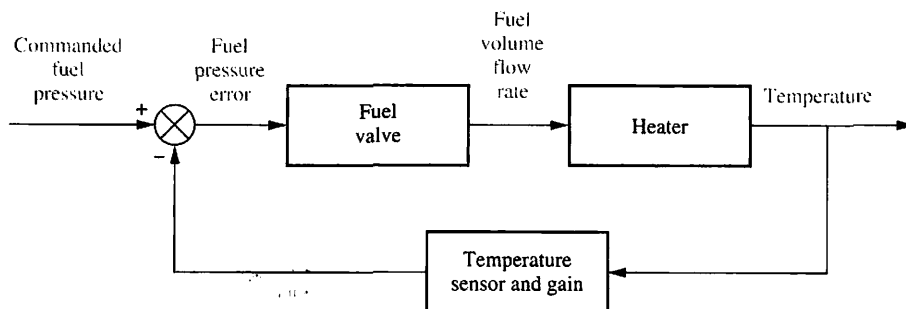 Commanded
fuel
pressure
+
−
Fuel
pressure
error
Fuel
valve
Fuel
volume
flow
rate
Heater
Temperature
Temperature
sensor and gain